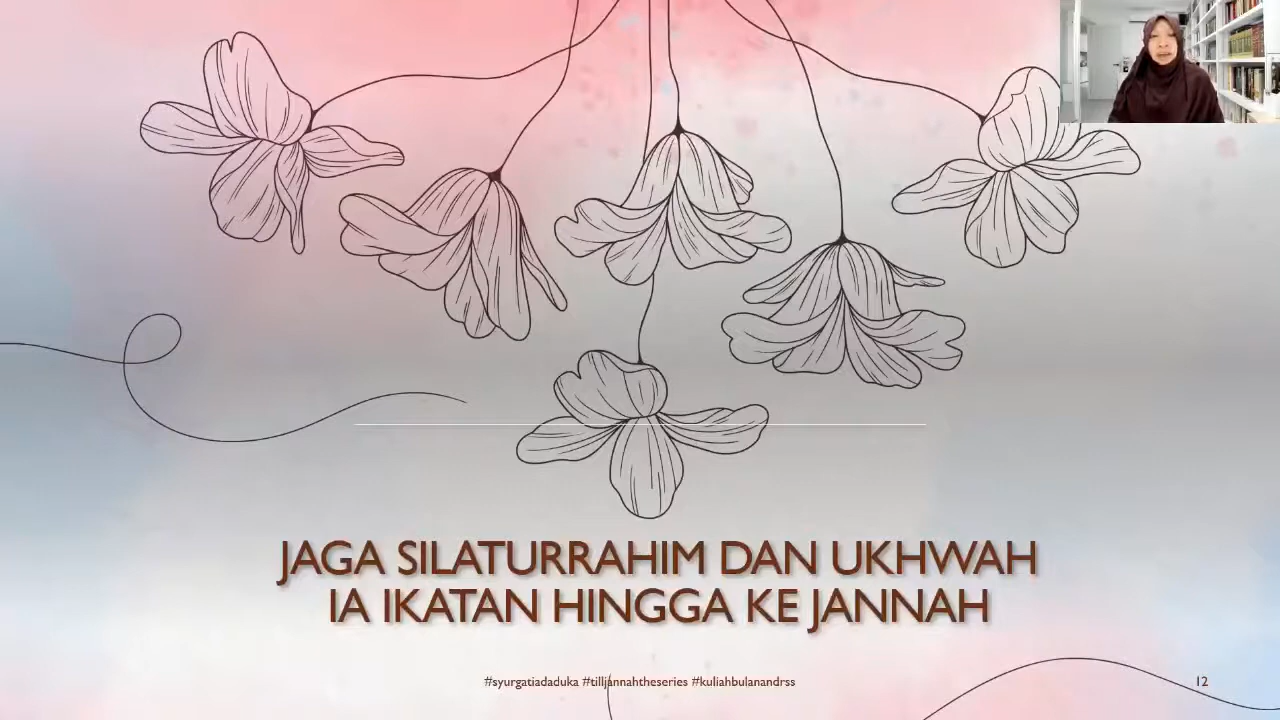 JAGA SILATURRAHIM DAN UKHWAH
IA IKATAN HINGGA KE JANNAH
#syurgatiadaduka #tilljannahtheseries #kuliahbulanandrss
12